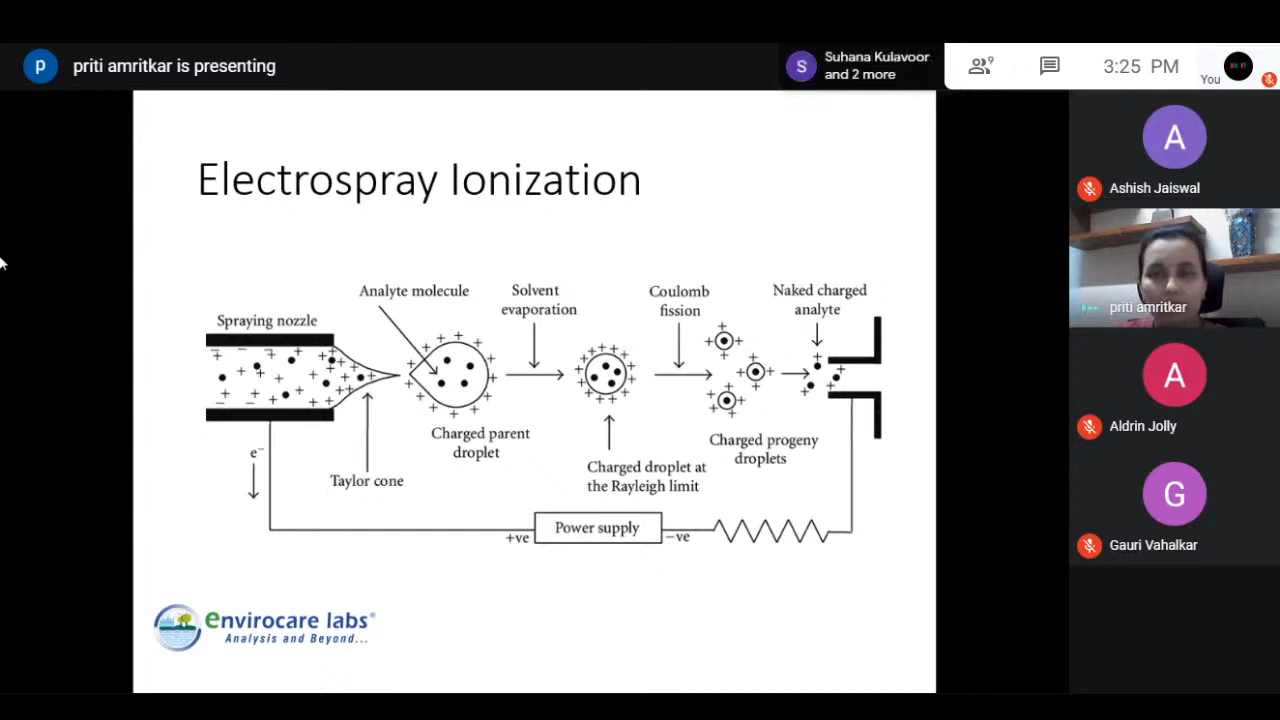 p
priti amritkar is presenting
S
Suhana Kulavoor
and 2 more
9
3:25 PM
You
A
Ashish Jaiswal
priti amritkar
A
Aldrin Jolly
G
Gauri Vahalkar
Electrospray Ionization
Spraying nozzle
Analyte molecule
Solvent
evaporation
Coulomb
fission
Naked charged
analyte
Charged parent
droplet
Charged progeny
droplets
e⁻
Taylor cone
Charged droplet at
the Rayleigh limit
+ve
Power supply
−ve
envirocare labs®
Analysis and Beyond...